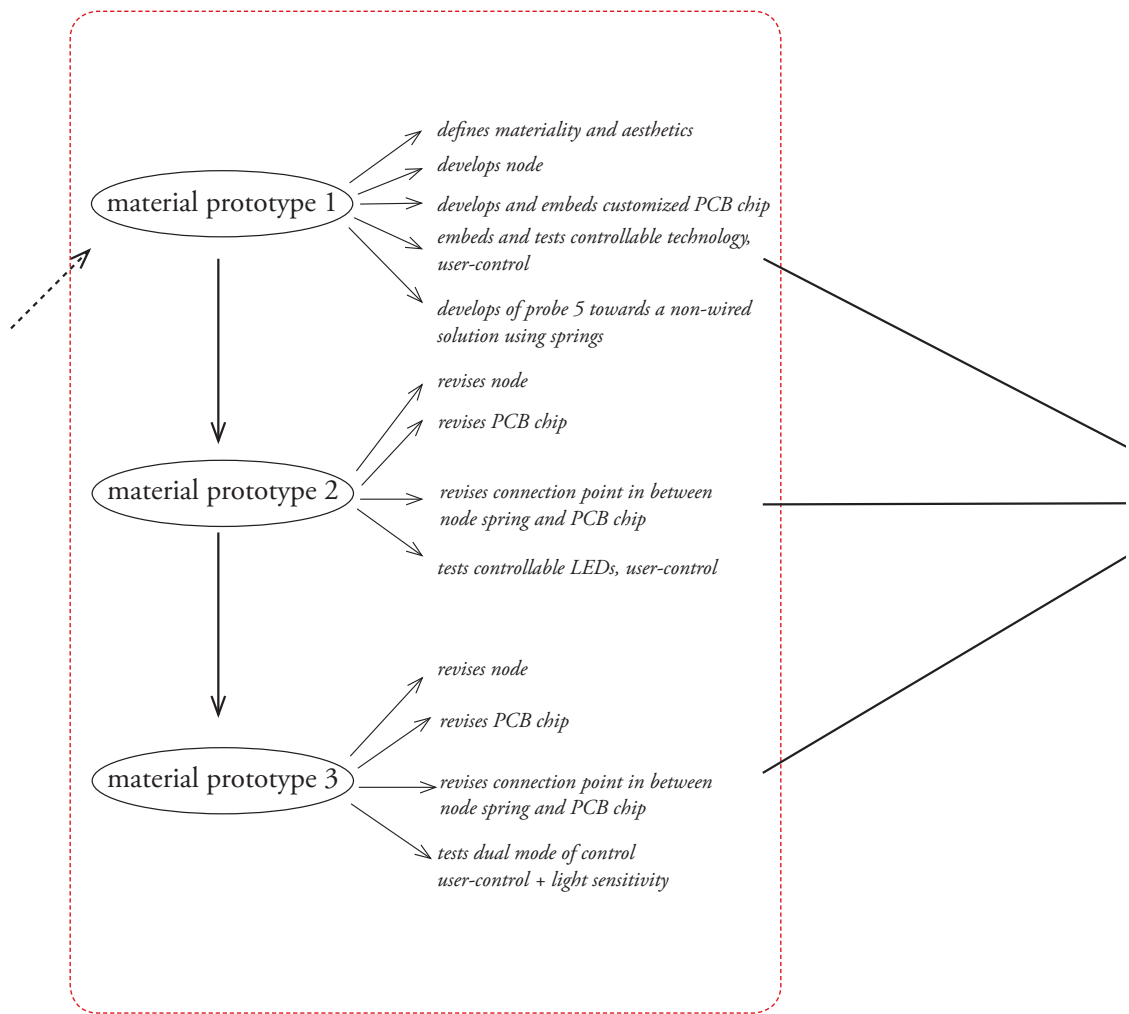 material prototype 1
defines materiality and aesthetics
develops node
develops and embeds customized PCB chip
embeds and tests controllable technology,
user-control
develops of probe 5 towards a non-wired
solution using springs
material prototype 2
revises node
revises PCB chip
revises connection point in between
node spring and PCB chip
tests controllable LEDs, user-control
material prototype 3
revises node
revises PCB chip
revises connection point in between
node spring and PCB chip
tests dual mode of control
user-control + light sensitivity